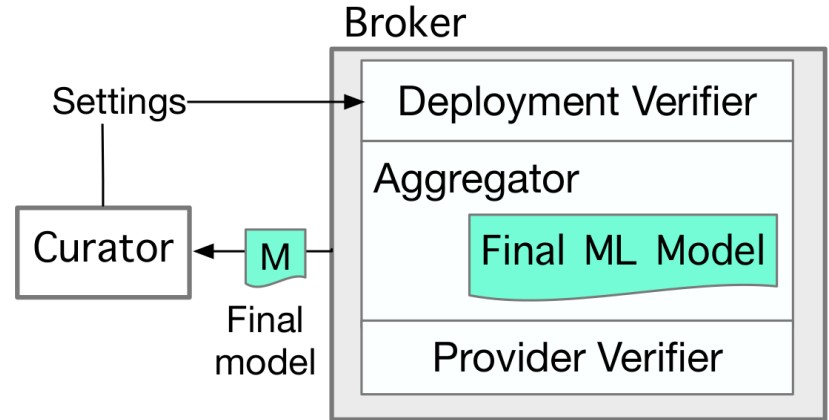 Broker
Settings
Deployment Verifier
Aggregator
Curator
M
Final ML Model
Final
model
Provider Verifier